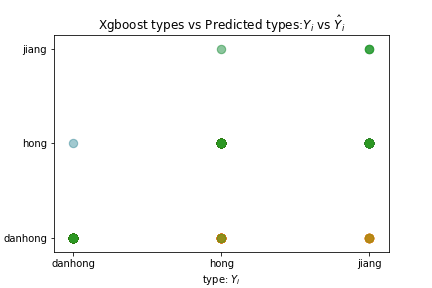 Xgboost types vs Predicted types:$Y_i$ vs $\hat{Y}_i$
jiang
hong
danhong
danhong hong jiang
type: $Y_i$